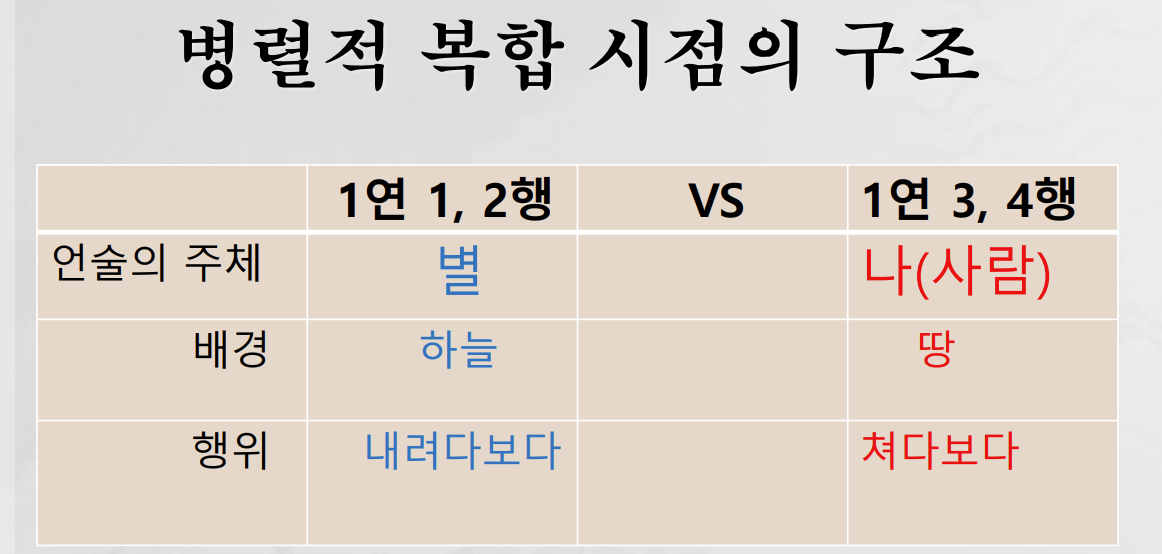 병렬적 복합 시점의 구조
1연 1, 2행 VS 1연 3, 4행
언술의 주체 별 나(사람)
배경 하늘 땅
행위 내려다보다 쳐다보다